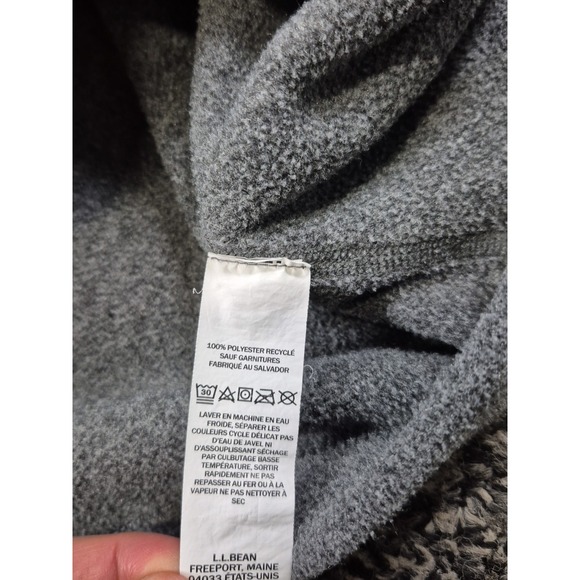 100% POLYESTER RECYCLÉ
SAUF GARNITURES
FABRIQUÉ AU SALVADOR
30
LAVER EN MACHINE EN EAU
FROIDE, SÉPARER LES
COULEURS CYCLE DÉLICAT PAS
D'EAU DE JAVEL NI
D'ASSOUPLISSANT SÉCHAGE
PAR CULBUTAGE BASSE
TEMPÉRATURE, SORTIR
RAPIDEMENT NE PAS
REPASSER AU FER OU À LA
VAPEUR NE PAS NETTOYER À
SEC
L.L.BEAN
FREEPORT, MAINE
04033 ÉTATS-UNIS